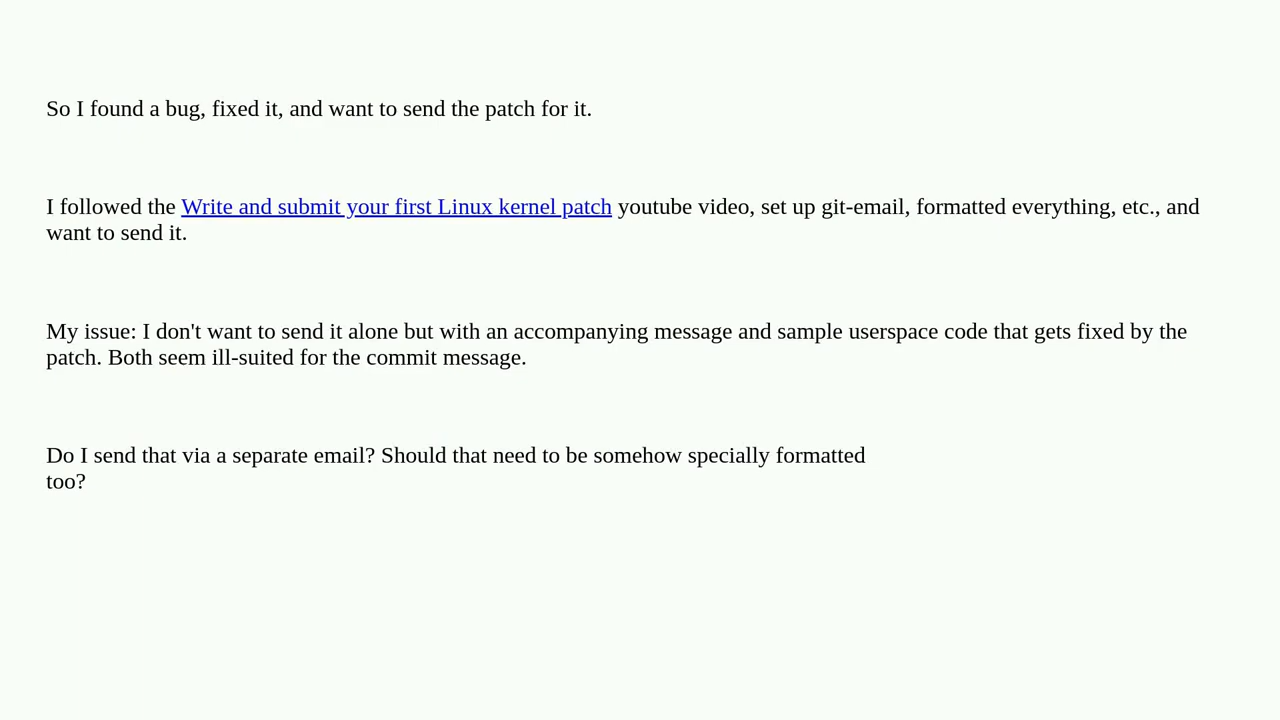 So I found a bug, fixed it, and want to send the patch for it.
I followed the Write and submit your first Linux kernel patch youtube video, set up git-email, formatted everything, etc., and
want to send it.
My issue: I don't want to send it alone but with an accompanying message and sample userspace code that gets fixed by the
patch. Both seem ill-suited for the commit message.
Do I send that via a separate email? Should that need to be somehow specially formatted
too?